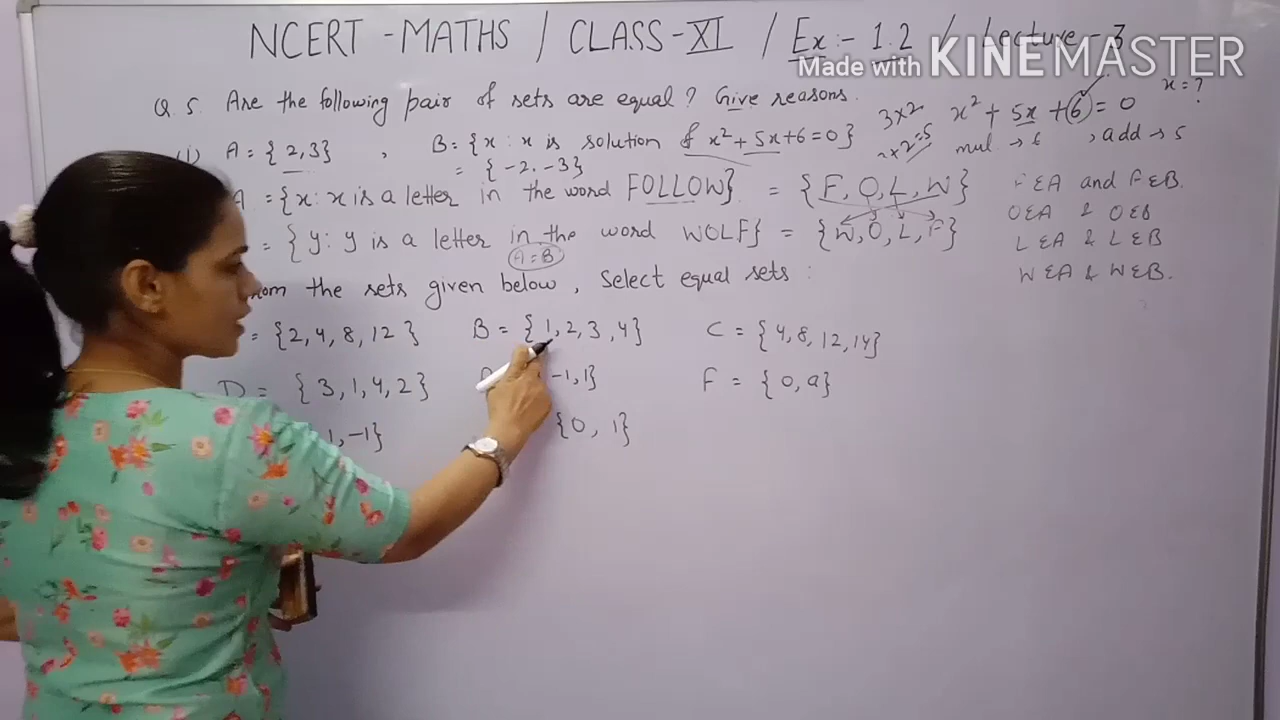 NCERT - MATHS / CLASS-XI / Ex:- 1.2 / Lecture - 3
Made with KINEMASTER
Q. 5. Are the following pair of sets are equal? Give reasons.
(i) A = {2,3} , B = {x : x is solution of x² + 5x+6=0}
= {-2, -3}
3x2
2x2=5
x² + 5x + 6 = 0 x = ?
mul → 6 , add → 5
A = {x: x is a letter in the word FOLLOW} = {F, O, L, W}
= {y: y is a letter in the word WOLF} = {W, O, L, F}
A = B
F∈A and F∈B.
O∈A & O∈B
L∈A & L∈B
W∈A & W∈B.
the sets given below, Select equal sets :
= {2, 4, 8, 12} B = {1, 2, 3, 4} C = {4, 8, 12, 14}
D = {3, 1, 4, 2} -1, 1} F = {0, a}
1, -1} {0, 1}